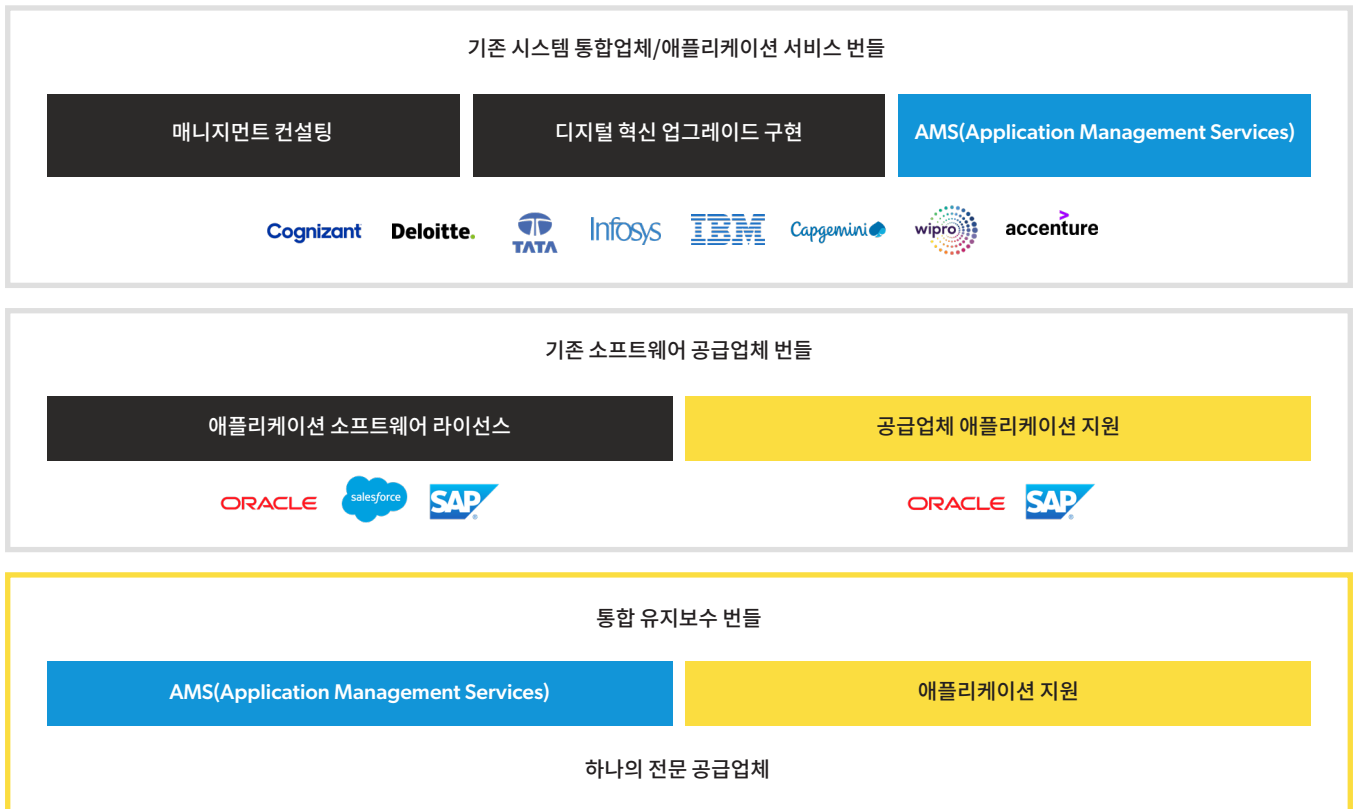 기존 시스템 통합업체/애플리케이션 서비스 번들
매니지먼트 컨설팅
디지털 혁신 업그레이드 구현
AMS(Application Management Services)
Cognizant
Deloitte.
TATA
Infosys
IBM
Capgemini
wipro
accenture
기존 소프트웨어 공급업체 번들
애플리케이션 소프트웨어 라이선스
공급업체 애플리케이션 지원
ORACLE
salesforce
SAP
ORACLE
SAP
통합 유지보수 번들
AMS(Application Management Services)
애플리케이션 지원
하나의 전문 공급업체